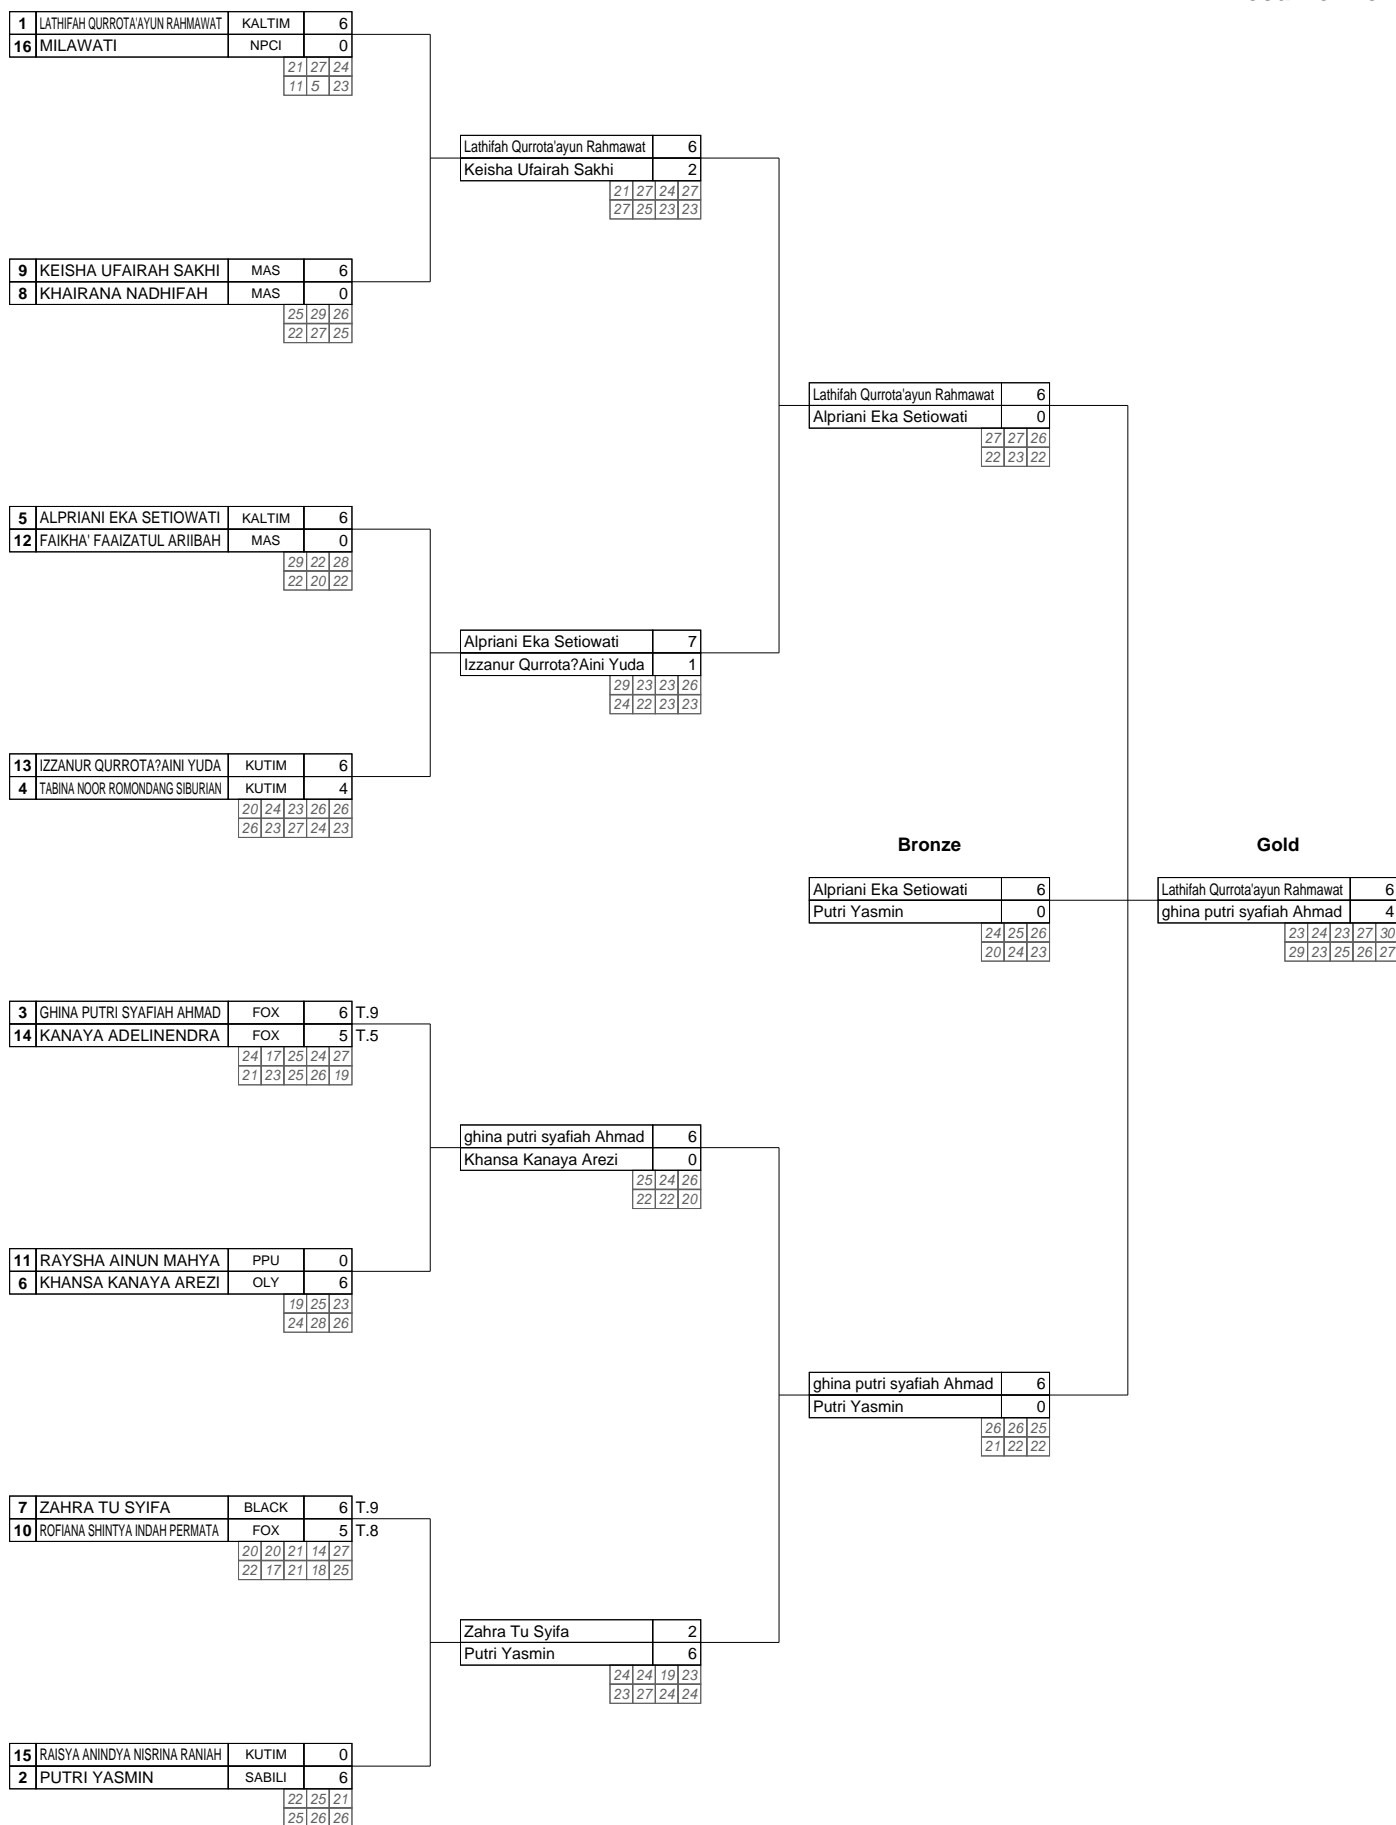 1 LATHIFAH QURROTA'AYUN RAHMAWAT KALTIM 6
16 MILAWATI NPCI 0
21 27 24
11 5 23
Lathifah Qurrota'ayun Rahmawat 6
Keisha Ufairah Sakhi 2
21 27 24 27
27 25 23 23
9 KEISHA UFAIRAH SAKHI MAS 6
8 KHAIRANA NADHIFAH MAS 0
25 29 26
22 27 25
Lathifah Qurrota'ayun Rahmawat 6
Alpriani Eka Setiowati 0
27 27 26
22 23 22
5 ALPRIANI EKA SETIOWATI KALTIM 6
12 FAIKHA' FAAIZATUL ARIIBAH MAS 0
29 22 28
22 20 22
Alpriani Eka Setiowati 7
Izzanur Qurrota?Aini Yuda 1
29 23 23 26
24 22 23 23
13 IZZANUR QURROTA?AINI YUDA KUTIM 6
4 TABINA NOOR ROMONDANG SIBURIAN KUTIM 4
20 24 23 26 26
26 23 27 24 23
Bronze Gold
Alpriani Eka Setiowati 6
Putri Yasmin 0
24 25 26
20 24 23
Lathifah Qurrota'ayun Rahmawat 6
ghina putri syafiah Ahmad 4
23 24 23 27 30
29 23 25 26 27
3 GHINA PUTRI SYAFIAH AHMAD FOX 6 T.9
14 KANAYA ADELINENDRA FOX 5 T.5
24 17 25 24 27
21 23 25 26 19
ghina putri syafiah Ahmad 6
Khansa Kanaya Arezi 0
25 24 26
22 22 20
11 RAYSHA AINUN MAHYA PPU 0
6 KHANSA KANAYA AREZI OLY 6
19 25 23
24 28 26
ghina putri syafiah Ahmad 6
Putri Yasmin 0
26 26 25
21 22 22
7 ZAHRA TU SYIFA BLACK 6 T.9
10 ROFIANA SHINTYA INDAH PERMATA FOX 5 T.8
20 20 21 14 27
22 17 21 18 25
Zahra Tu Syifa 2
Putri Yasmin 6
24 24 19 23
23 27 24 24
15 RAISYA ANINDYA NISRINA RANIAH KUTIM 0
2 PUTRI YASMIN SABILI 6
22 25 21
25 26 26